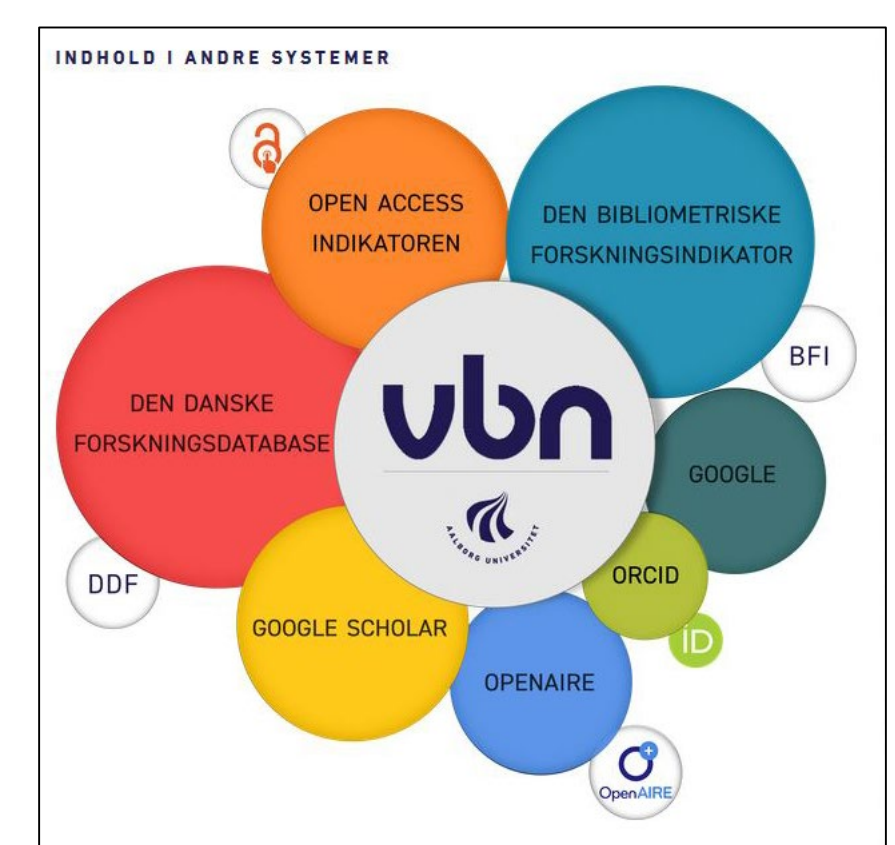 INDHOLD I ANDRE SYSTEMER
OPEN ACCESS
INDIKATOREN
DEN BIBLIOMETRISKE
FORSKNINGSINDIKATOR
BFI
DEN DANSKE
FORSKNINGSDATABASE
vbn
AALBORG UNIVERSITET
GOOGLE
ORCID
iD
DDF
GOOGLE SCHOLAR
OPENAIRE
OpenAIRE